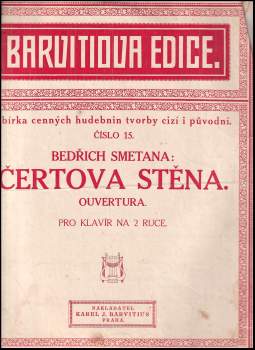 BARVITIOVA EDICE.
bírka cenných hudebnin tvorby cizí i původní.
ČÍSLO 15.
BEDŘICH SMETANA:
ČERTOVA STĚNA.
OUVERTURA.
PRO KLAVÍR NA 2 RUCE.
NAKLADATEL
KAREL J. BARVITIUS
PRAHA.